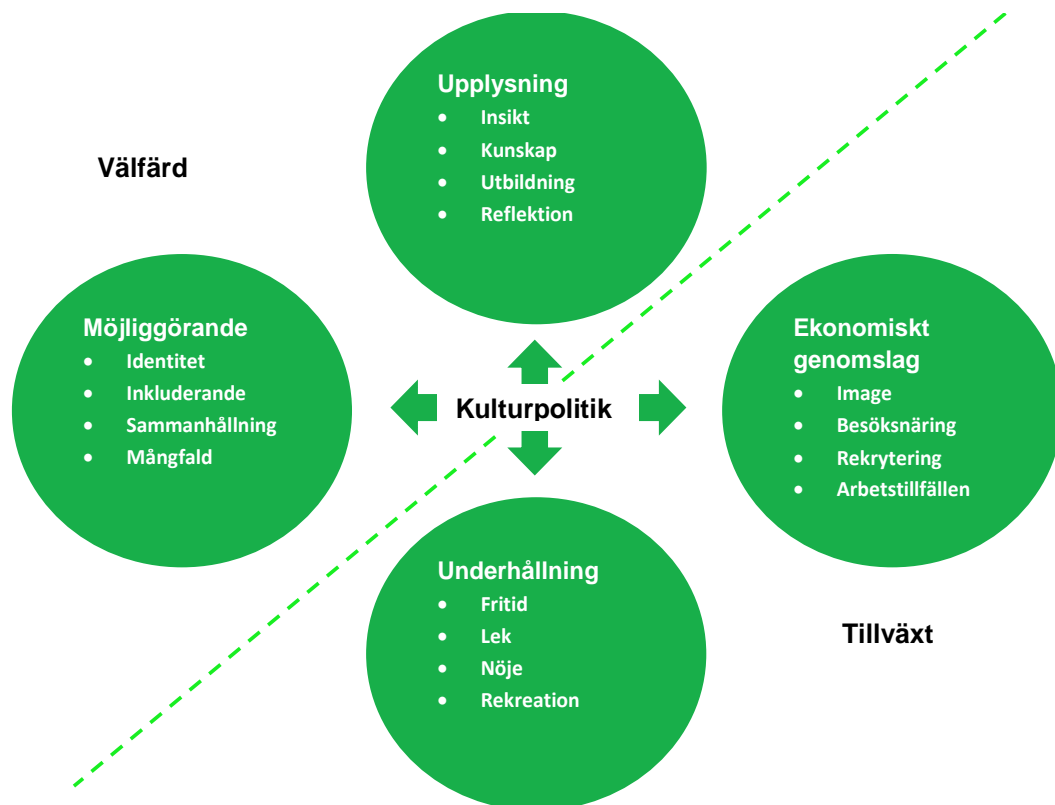 Upplysning
• Insikt
• Kunskap
• Utbildning
• Reflektion
Välfärd
Möjliggörande
• Identitet
• Inkluderande
• Sammanhållning
• Mångfald
Kulturpolitik
Ekonomiskt
genomslag
• Image
• Besöksnäring
• Rekrytering
• Arbetstillfällen
Underhållning
• Fritid
• Lek
• Nöje
• Rekreation
Tillväxt